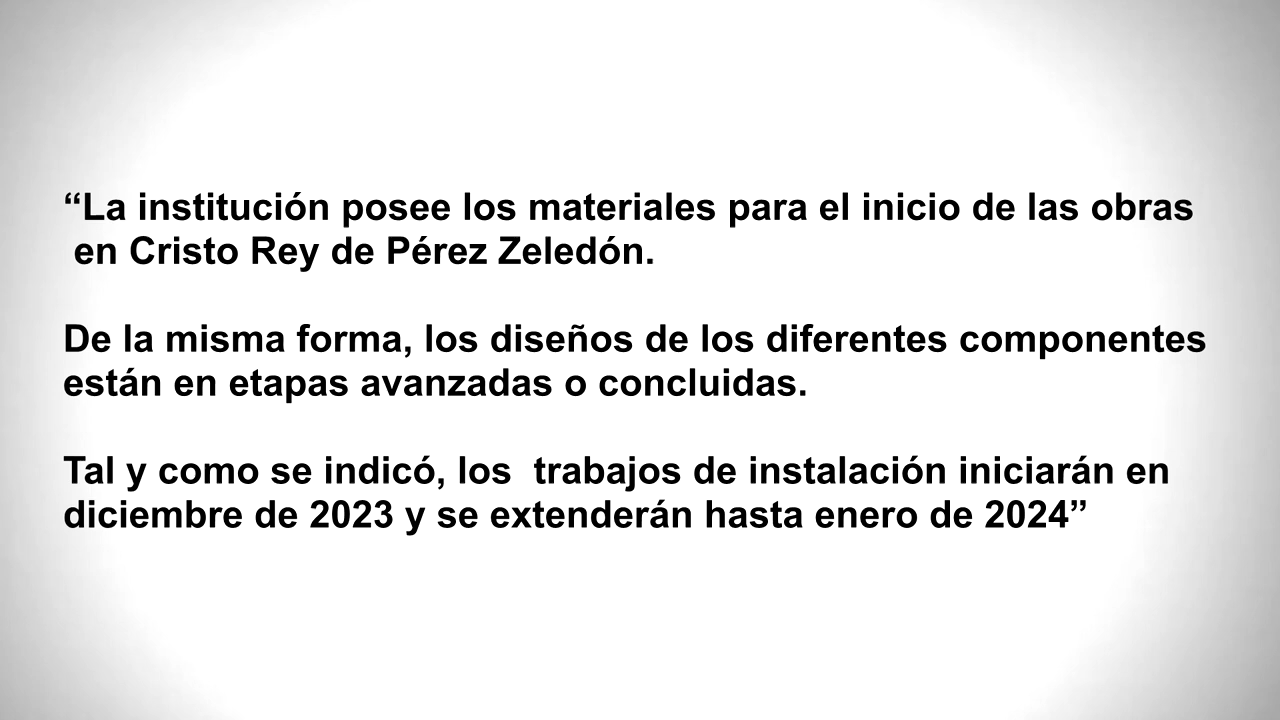 “La institución posee los materiales para el inicio de las obras
en Cristo Rey de Pérez Zeledón.
De la misma forma, los diseños de los diferentes componentes
están en etapas avanzadas o concluidas.
Tal y como se indicó, los  trabajos de instalación iniciarán en
diciembre de 2023 y se extenderán hasta enero de 2024”